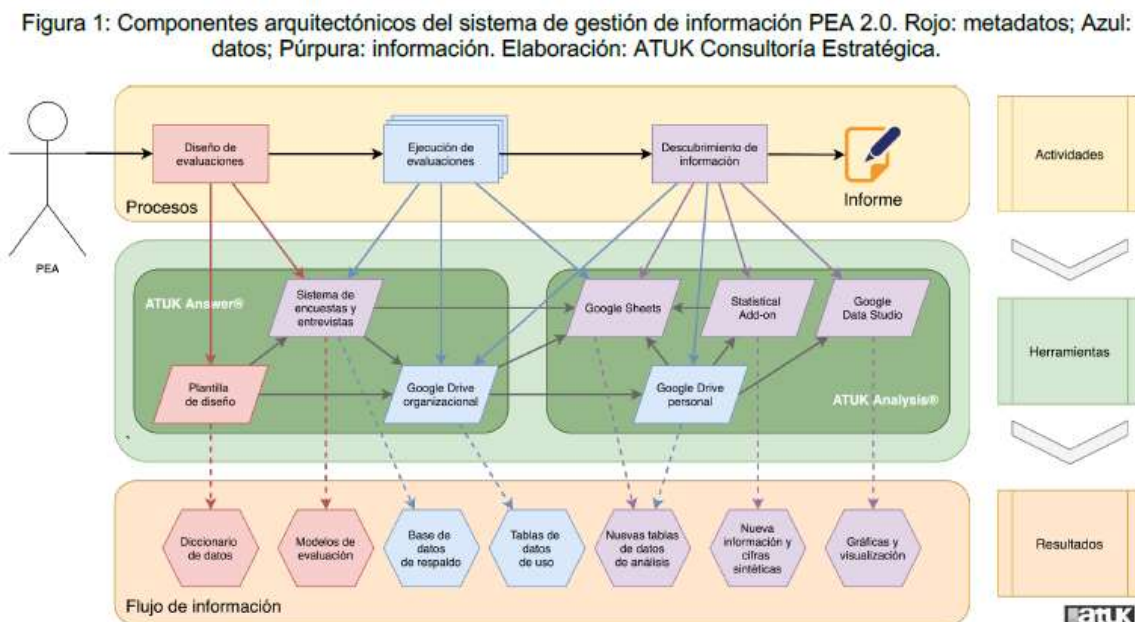 Figura 1: Componentes arquitectónicos del sistema de gestión de información PEA 2.0. Rojo: metadatos; Azul:
datos; Púrpura: información. Elaboración: ATUK Consultoría Estratégica.
Diseño de
evaluaciones
Ejecución de
evaluaciones
Descubrimiento de
información
Informe
Procesos
Actividades
PEA
ATUK Answer®
Sistema de
encuestas y
entrevistas
Google Sheets
Statistical
Add-on
Google
Data Studio
Herramientas
Plantilla
de diseño
Google Drive
organizacional
Google Drive
personal
ATUK Analysis®
Diccionario
de datos
Modelos de
evaluación
Base de
datos
de respaldo
Tablas de
datos
de uso
Nuevas tablas
de datos
de análisis
Nueva
información y
cifras
sintéticas
Gráficas y
visualización
Resultados
Flujo de información
atuk